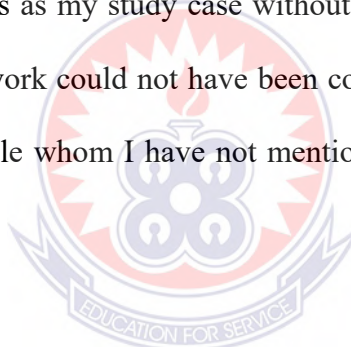 s as my study case without
work could not have been co
le whom I have not mentio
EDUCATION FOR SERVICE